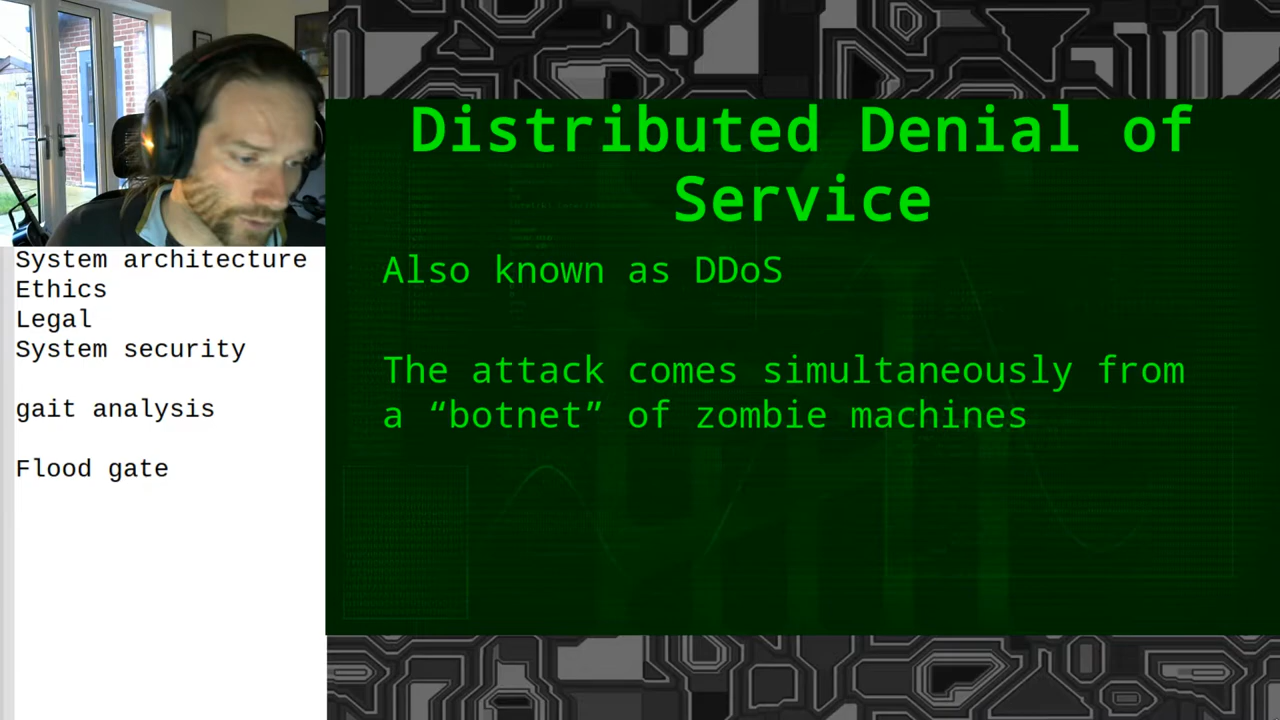 Distributed Denial of
Service
Also known as DDoS
The attack comes simultaneously from
a “botnet” of zombie machines
System architecture
Ethics
Legal
System security
gait analysis
Flood gate